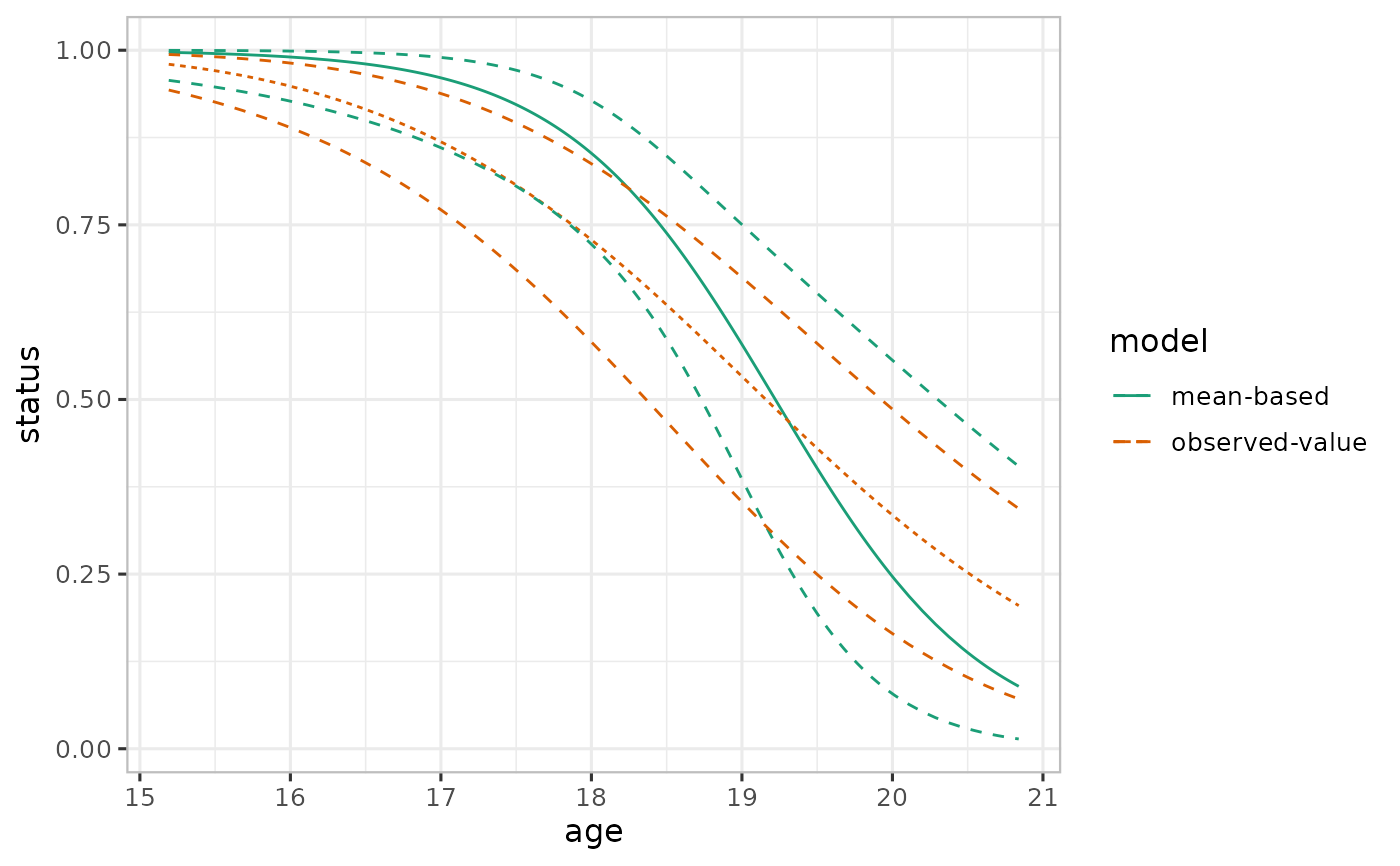 1.00
0.75
0.50
0.25
0.00
status
15 16 17 18 19 20 21
age
model
mean-based
observed-value